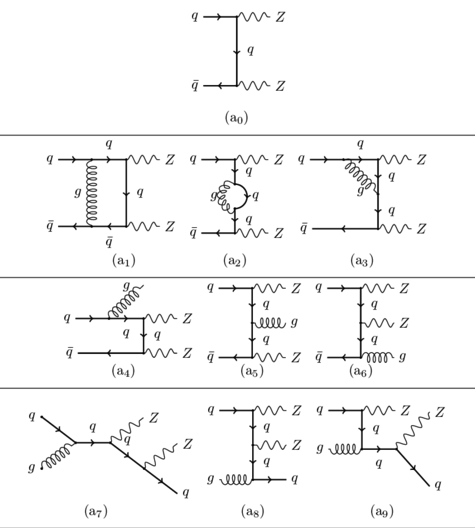 q Z
q
q̄ Z
(a₀)
q q Z q Z q q Z
g q g q q g q
q̄ q̄ Z q̄ q Z q̄ q Z
(a₁) (a₂) (a₃)
g q Z q Z
q Z q q
q q g Z
q̄ Z q q
q̄ Z q̄ g
(a₄) (a₅) (a₆)
q Z q Z q Z Z
q q Z q Z q
g g q q g q
q q
(a₇) (a₈) (a₉)